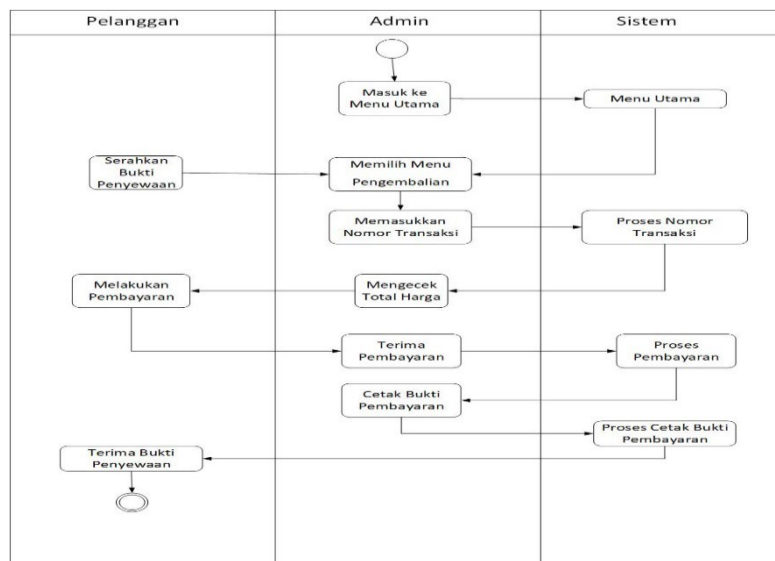 Pelanggan
Admin
Sistem
Masuk ke
Menu Utama
Menu Utama
Serahkan
Bukti
Penyewaan
Memilih Menu
Pengembalian
Memasukkan
Nomor Transaksi
Proses Nomor
Transaksi
Melakukan
Pembayaran
Mengecek
Total Harga
Terima
Pembayaran
Proses
Pembayaran
Cetak Bukti
Pembayaran
Proses Cetak Bukti
Pembayaran
Terima Bukti
Penyewaan